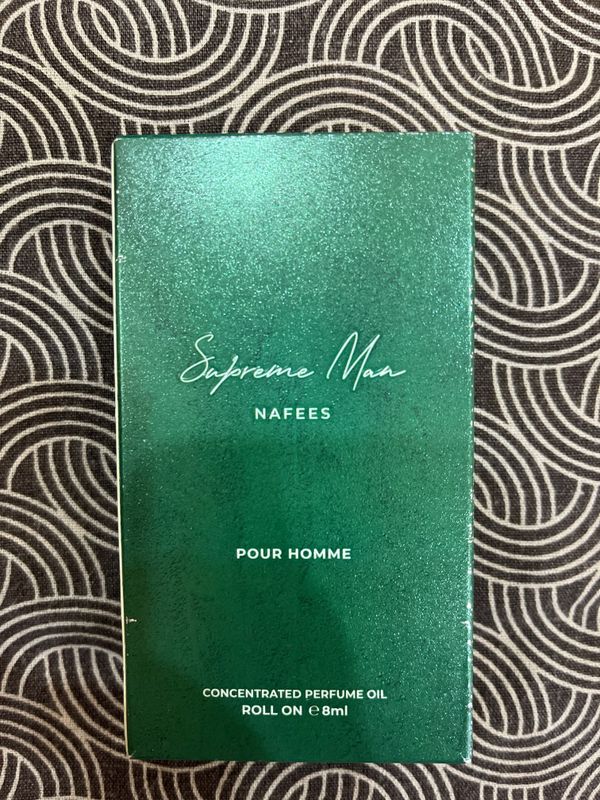 Supreme Man
NAFEES
POUR HOMME
CONCENTRATED PERFUME OIL
ROLL ON ℮ 8ml